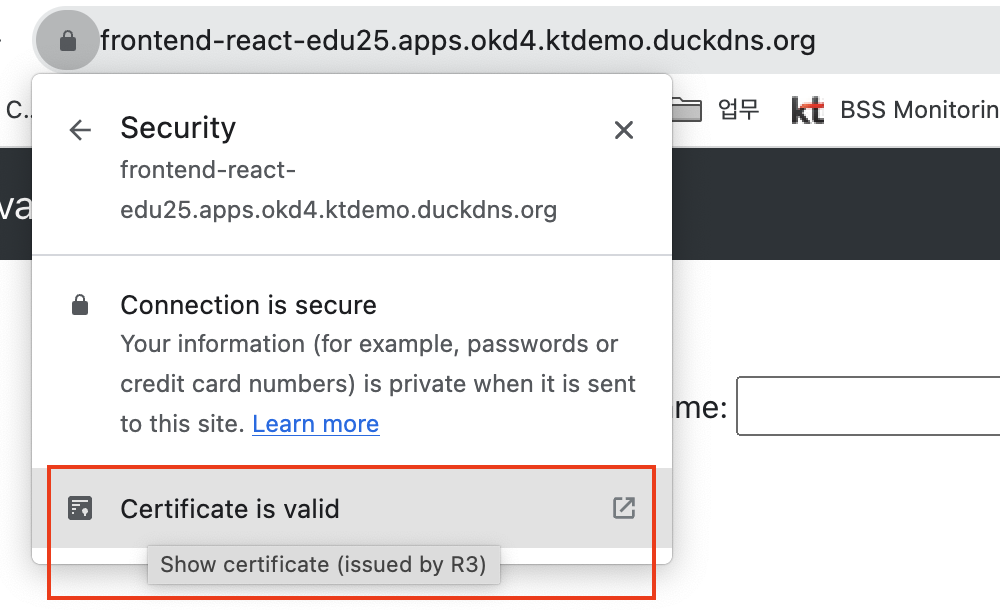 frontend-react-edu25.apps.okd4.ktdemo.duckdns.org
C..
업무
kt
BSS Monitorin
Security
frontend-react-
edu25.apps.okd4.ktdemo.duckdns.org
va
Connection is secure
Your information (for example, passwords or
credit card numbers) is private when it is sent
to this site. Learn more
me:
Certificate is valid
Show certificate (issued by R3)